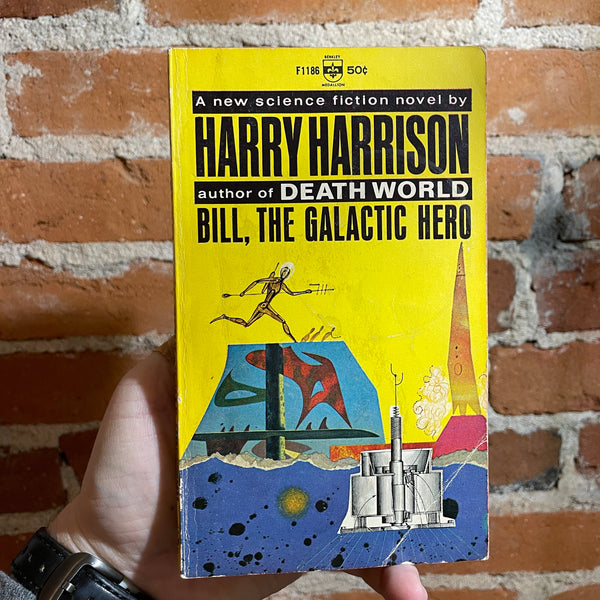 BERKLEY
F1186 50¢
MEDALLION
A new science fiction novel by
HARRY HARRISON
author of DEATH WORLD
BILL, THE GALACTIC HERO